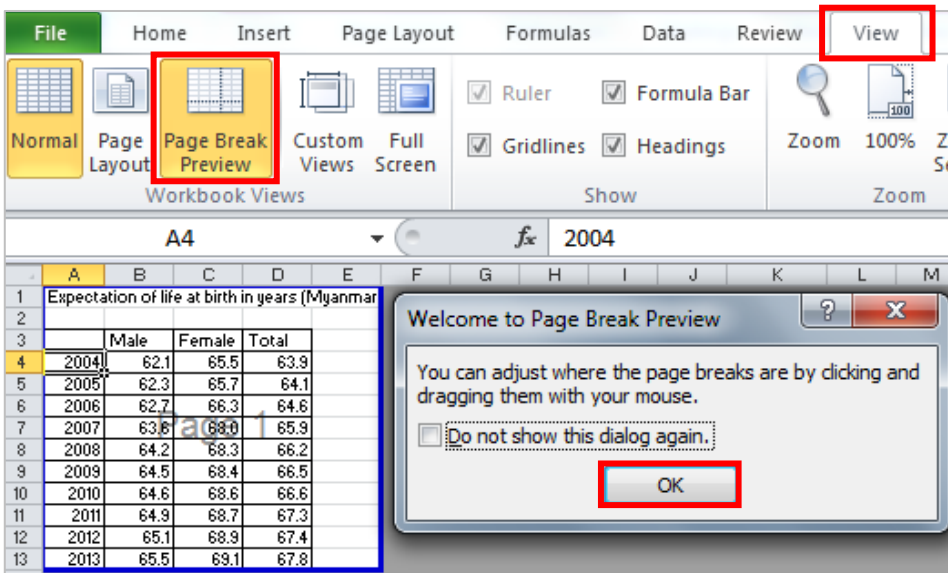 File Home Insert Page Layout Formulas Data Review View
Normal Page Layout Page Break Preview Custom Views Full Screen
Ruler Formula Bar
Gridlines Headings
Zoom 100%
100
Workbook Views Show Zoom
A4 fx 2004
A B C D E F G H I J K L M
1 Expectation of life at birth in years (Myanmar
2
3 Male Female Total
4 2004 62.1 65.5 63.9
5 2005 62.3 65.7 64.1
6 2006 62.7 66.3 64.6
7 2007 63.6 68.0 65.9
8 2008 64.2 68.3 66.2
9 2009 64.5 68.4 66.5
10 2010 64.6 68.6 66.6
11 2011 64.9 68.7 67.3
12 2012 65.1 68.9 67.4
13 2013 65.5 69.1 67.8
Page 1
Welcome to Page Break Preview ? X
You can adjust where the page breaks are by clicking and
dragging them with your mouse.
Do not show this dialog again.
OK